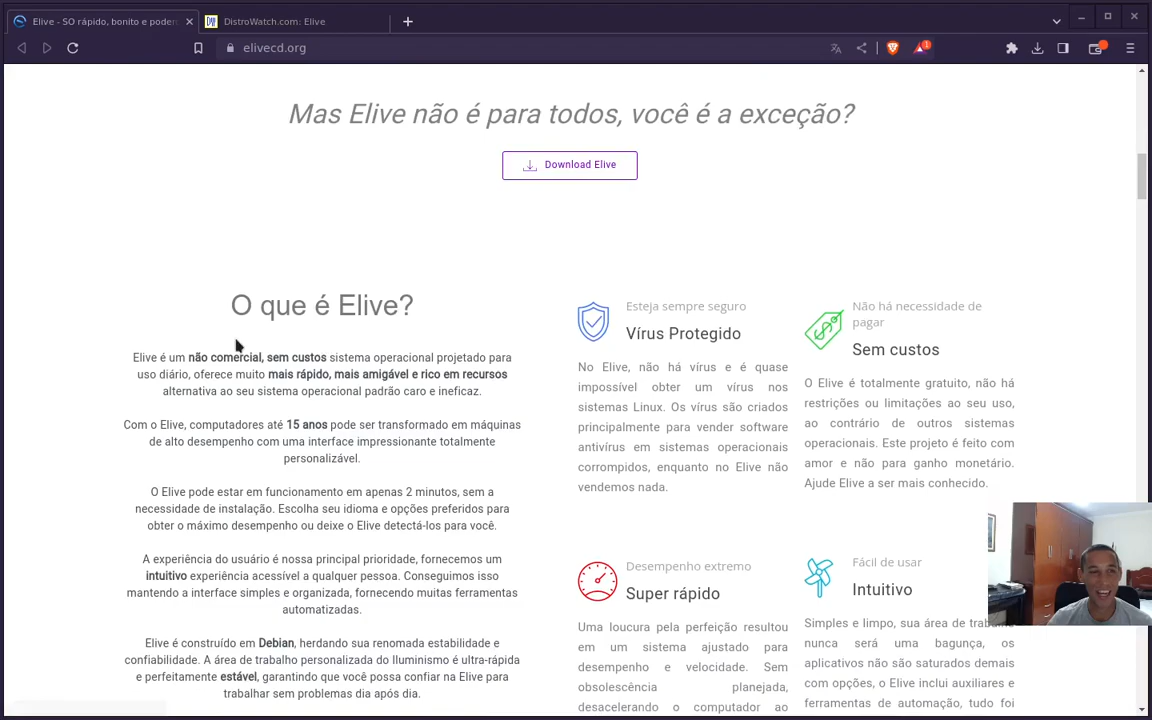 Elive - SO rápido, bonito e poder
DistroWatch.com: Elive
elivecd.org
1
Mas Elive não é para todos, você é a exceção?
Download Elive
O que é Elive?
Elive é um não comercial, sem custos sistema operacional projetado para
uso diário, oferece muito mais rápido, mais amigável e rico em recursos
alternativa ao seu sistema operacional padrão caro e ineficaz.
Com o Elive, computadores até 15 anos pode ser transformado em máquinas
de alto desempenho com uma interface impressionante totalmente
personalizável.
O Elive pode estar em funcionamento em apenas 2 minutos, sem a
necessidade de instalação. Escolha seu idioma e opções preferidos para
obter o máximo desempenho ou deixe o Elive detectá-los para você.
A experiência do usuário é nossa principal prioridade, fornecemos um
intuitivo experiência acessível a qualquer pessoa. Conseguimos isso
mantendo a interface simples e organizada, fornecendo muitas ferramentas
automatizadas.
Elive é construído em Debian, herdando sua renomada estabilidade e
confiabilidade. A área de trabalho personalizada do Iluminismo é ultra-rápida
e perfeitamente estável, garantindo que você possa confiar na Elive para
trabalhar sem problemas dia após dia.
Esteja sempre seguro
Vírus Protegido
No Elive, não há vírus e é quase
impossível obter um vírus nos
sistemas Linux. Os vírus são criados
principalmente para vender software
antivírus em sistemas operacionais
corrompidos, enquanto no Elive não
vendemos nada.
Não há necessidade de
pagar
Sem custos
O Elive é totalmente gratuito, não há
restrições ou limitações ao seu uso,
ao contrário de outros sistemas
operacionais. Este projeto é feito com
amor e não para ganho monetário.
Ajude Elive a ser mais conhecido.
Desempenho extremo
Super rápido
Uma loucura pela perfeição resultou
em um sistema ajustado para
desempenho e velocidade. Sem
obsolescência planejada,
desacelerando o computador ao
Fácil de usar
Intuitivo
Simples e limpo, sua área de
nunca será uma bagunça, os
aplicativos não são saturados demais
com opções, o Elive inclui auxiliares e
ferramentas de automação, tudo foi